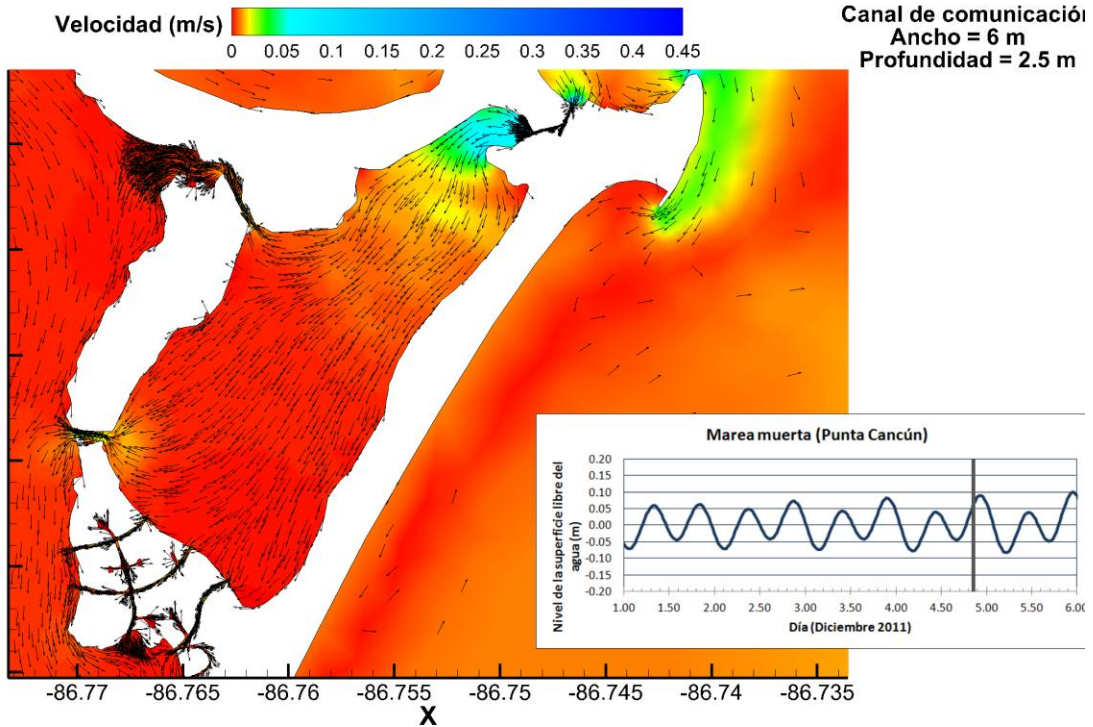 Velocidad (m/s)
0 0.05 0.1 0.15 0.2 0.25 0.3 0.35 0.4 0.45
Canal de comunicación
Ancho = 6 m
Profundidad = 2.5 m
Marea muerta (Punta Cancún)
Nivel de la superficie libre del
agua (m)
0.20
0.15
0.10
0.05
0.00
-0.05
-0.10
-0.15
-0.20
1.00 1.50 2.00 2.50 3.00 3.50 4.00 4.50 5.00 5.50 6.00
Día (Diciembre 2011)
-86.77 -86.765 -86.76 -86.755 -86.75 -86.745 -86.74 -86.735
X